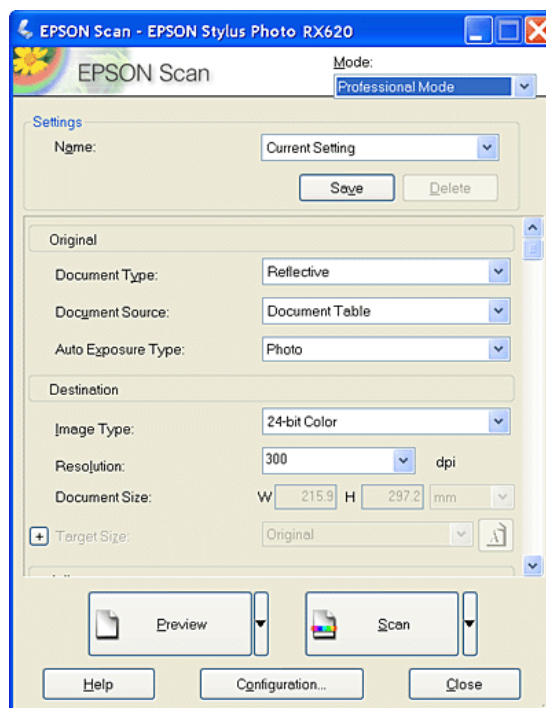 EPSON Scan - EPSON Stylus Photo RX620
EPSON Scan
Mode:
Professional Mode
Settings
Name:
Current Setting
Save
Delete
Original
Document Type:
Reflective
Document Source:
Document Table
Auto Exposure Type:
Photo
Destination
Image Type:
24-bit Color
Resolution:
300
dpi
Document Size:
W 215.9 H 297.2 mm
Target Size:
Original
Preview
Scan
Help
Configuration...
Close